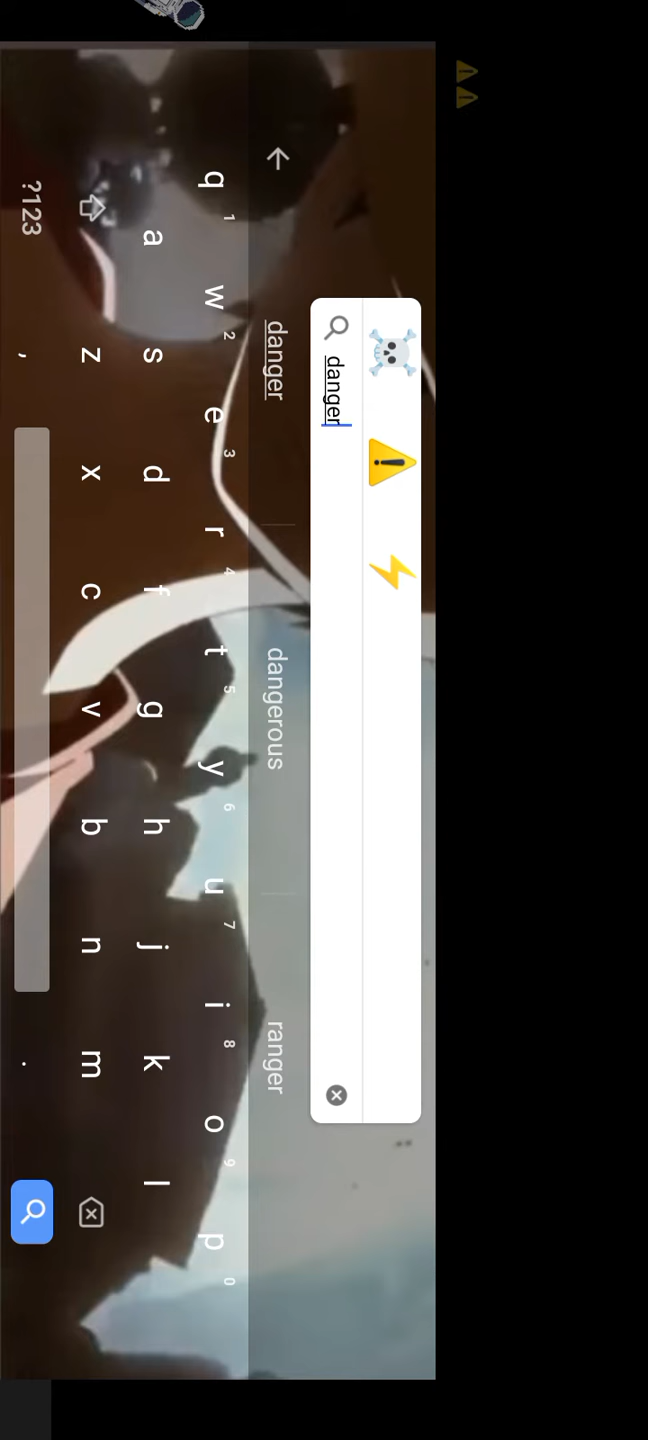 danger
danger dangerous ranger
q 1 w 2 e 3 r 4 t 5 y 6 u 7 i 8 o 9 p 0
a s d f g h j k l
z x c v b n m
?123 , .